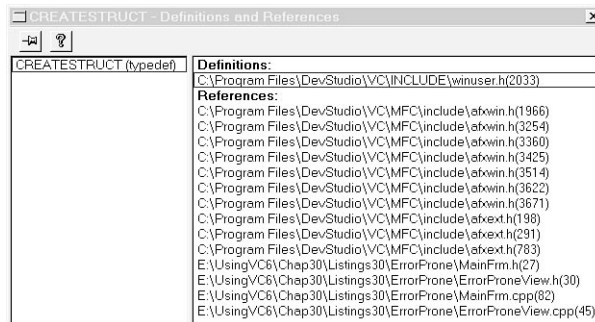 CREATESTRUCT - Definitions and References
CREATESTRUCT (typedef)
Definitions:
C:\Program Files\DevStudio\VC\INCLUDE\winuser.h(2033)
References:
C:\Program Files\DevStudio\VC\MFC\include\afxwin.h(1966)
C:\Program Files\DevStudio\VC\MFC\include\afxwin.h(3254)
C:\Program Files\DevStudio\VC\MFC\include\afxwin.h(3360)
C:\Program Files\DevStudio\VC\MFC\include\afxwin.h(3425)
C:\Program Files\DevStudio\VC\MFC\include\afxwin.h(3514)
C:\Program Files\DevStudio\VC\MFC\include\afxwin.h(3622)
C:\Program Files\DevStudio\VC\MFC\include\afxwin.h(3671)
C:\Program Files\DevStudio\VC\MFC\include\afxext.h(198)
C:\Program Files\DevStudio\VC\MFC\include\afxext.h(291)
C:\Program Files\DevStudio\VC\MFC\include\afxext.h(783)
E:\UsingVC6\Chap30\Listings30\ErrorProne\MainFrm.h(27)
E:\UsingVC6\Chap30\Listings30\ErrorProne\ErrorProneView.h(30)
E:\UsingVC6\Chap30\Listings30\ErrorProne\MainFrm.cpp(82)
E:\UsingVC6\Chap30\Listings30\ErrorProne\ErrorProneView.cpp(45)